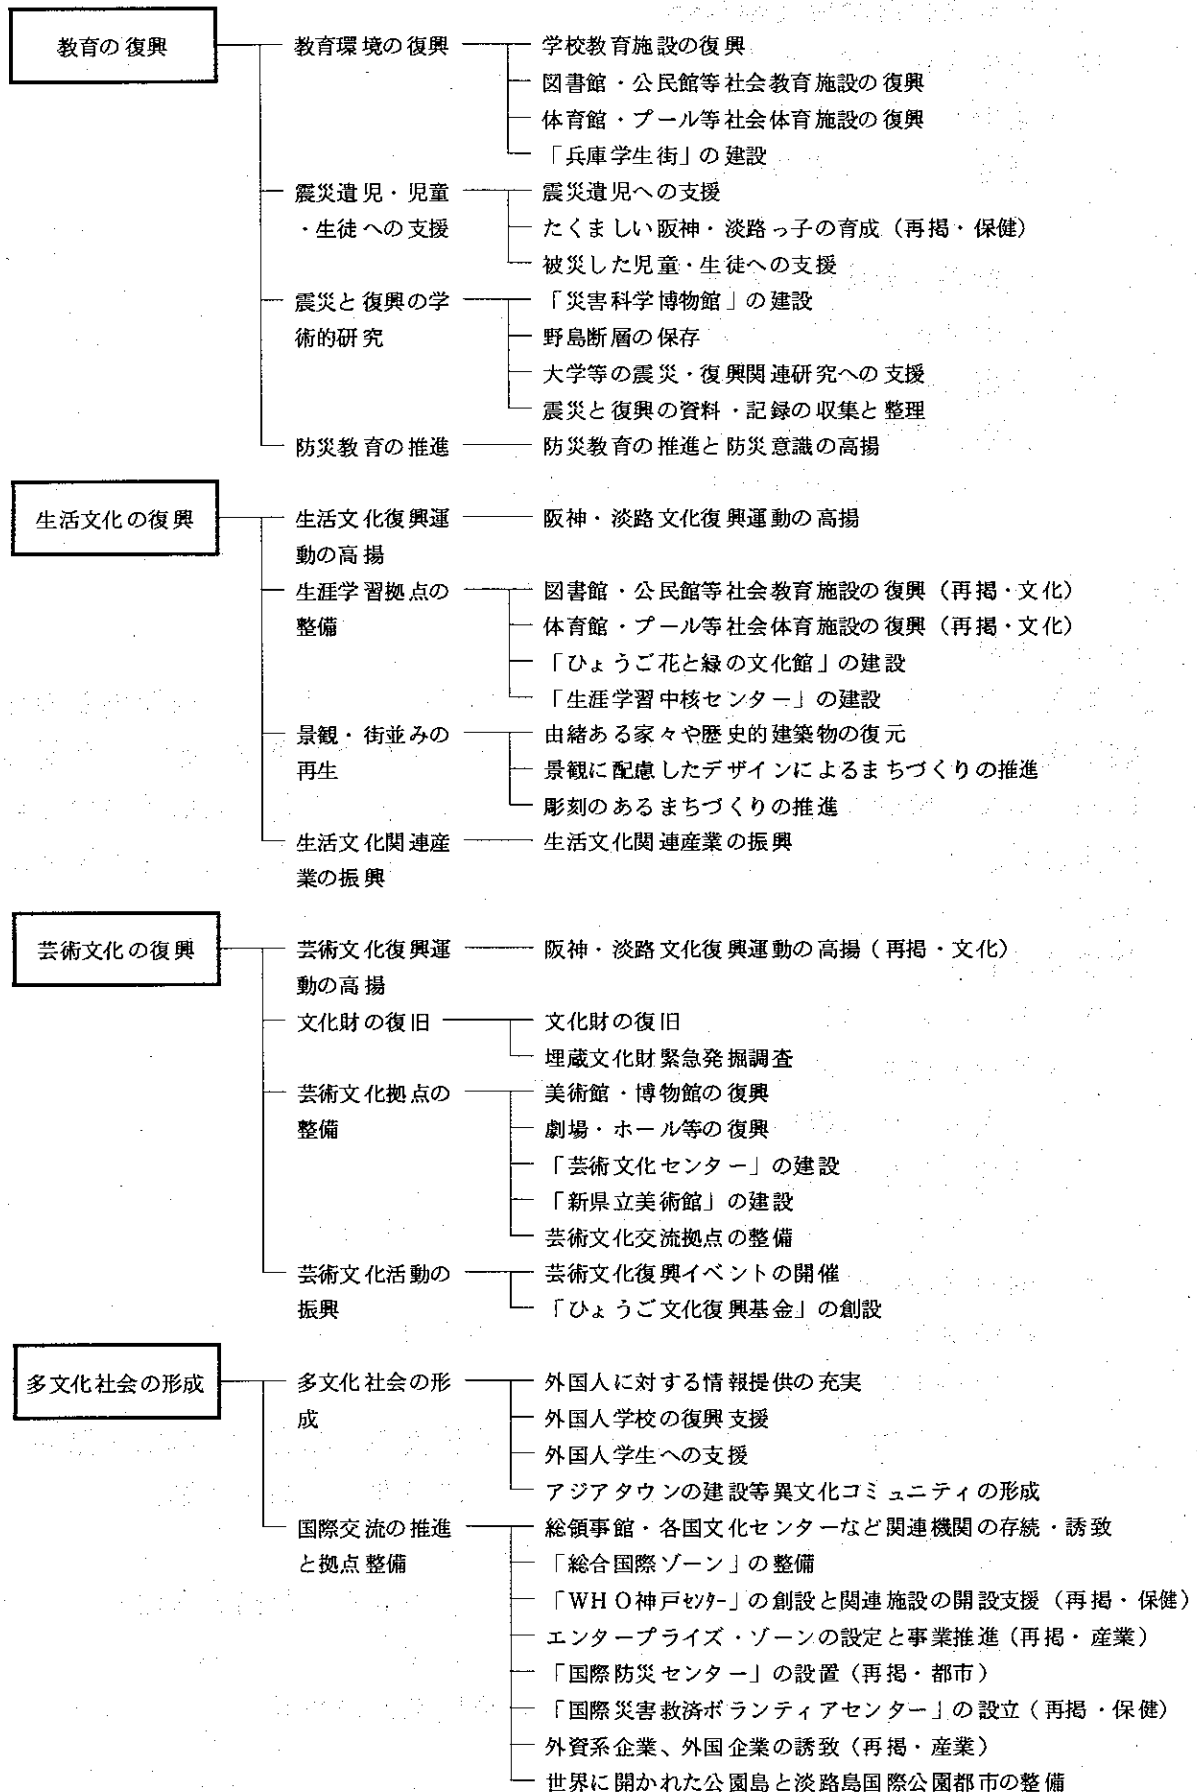 教育の復興 教育環境の復興 学校教育施設の復興
図書館・公民館等社会教育施設の復興
体育館・プール等社会体育施設の復興
「兵庫学生街」の建設
震災遺児・児童 震災遺児への支援
・生徒への支援 たくましい阪神・淡路っ子の育成（再掲・保健）
被災した児童・生徒への支援
震災と復興の学 「災害科学博物館」の建設
術的研究 野島断層の保存
大学等の震災・復興関連研究への支援
震災と復興の資料・記録の収集と整理
防災教育の推進 防災教育の推進と防災意識の高揚
生活文化の復興 生活文化復興運 阪神・淡路文化復興運動の高揚
動の高揚
生涯学習拠点の 図書館・公民館等社会教育施設の復興（再掲・文化）
整備 体育館・プール等社会体育施設の復興（再掲・文化）
「ひょうご花と緑の文化館」の建設
「生涯学習中核センター」の建設
景観・街並みの 由緒ある家々や歴史的建築物の復元
再生 景観に配慮したデザインによるまちづくりの推進
彫刻のあるまちづくりの推進
生活文化関連産 生活文化関連産業の振興
業の振興
芸術文化の復興 芸術文化復興運 阪神・淡路文化復興運動の高揚（再掲・文化）
動の高揚
文化財の復旧 文化財の復旧
埋蔵文化財緊急発掘調査
芸術文化拠点の 美術館・博物館の復興
整備 劇場・ホール等の復興
「芸術文化センター」の建設
「新県立美術館」の建設
芸術文化交流拠点の整備
芸術文化活動の 芸術文化復興イベントの開催
振興 「ひょうご文化復興基金」の創設
多文化社会の形成 多文化社会の形 外国人に対する情報提供の充実
成 外国人学校の復興支援
外国人学生への支援
アジアタウンの建設等異文化コミュニティの形成
国際交流の推進 総領事館・各国文化センターなど関連機関の存続・誘致
と拠点整備 「総合国際ゾーン」の整備
「WHO神戸ｾﾝﾀｰ」の創設と関連施設の開設支援（再掲・保健）
エンタープライズ・ゾーンの設定と事業推進（再掲・産業）
「国際防災センター」の設置（再掲・都市）
「国際災害救済ボランティアセンター」の設立（再掲・保健）
外資系企業、外国企業の誘致（再掲・産業）
世界に開かれた公園島と淡路島国際公園都市の整備